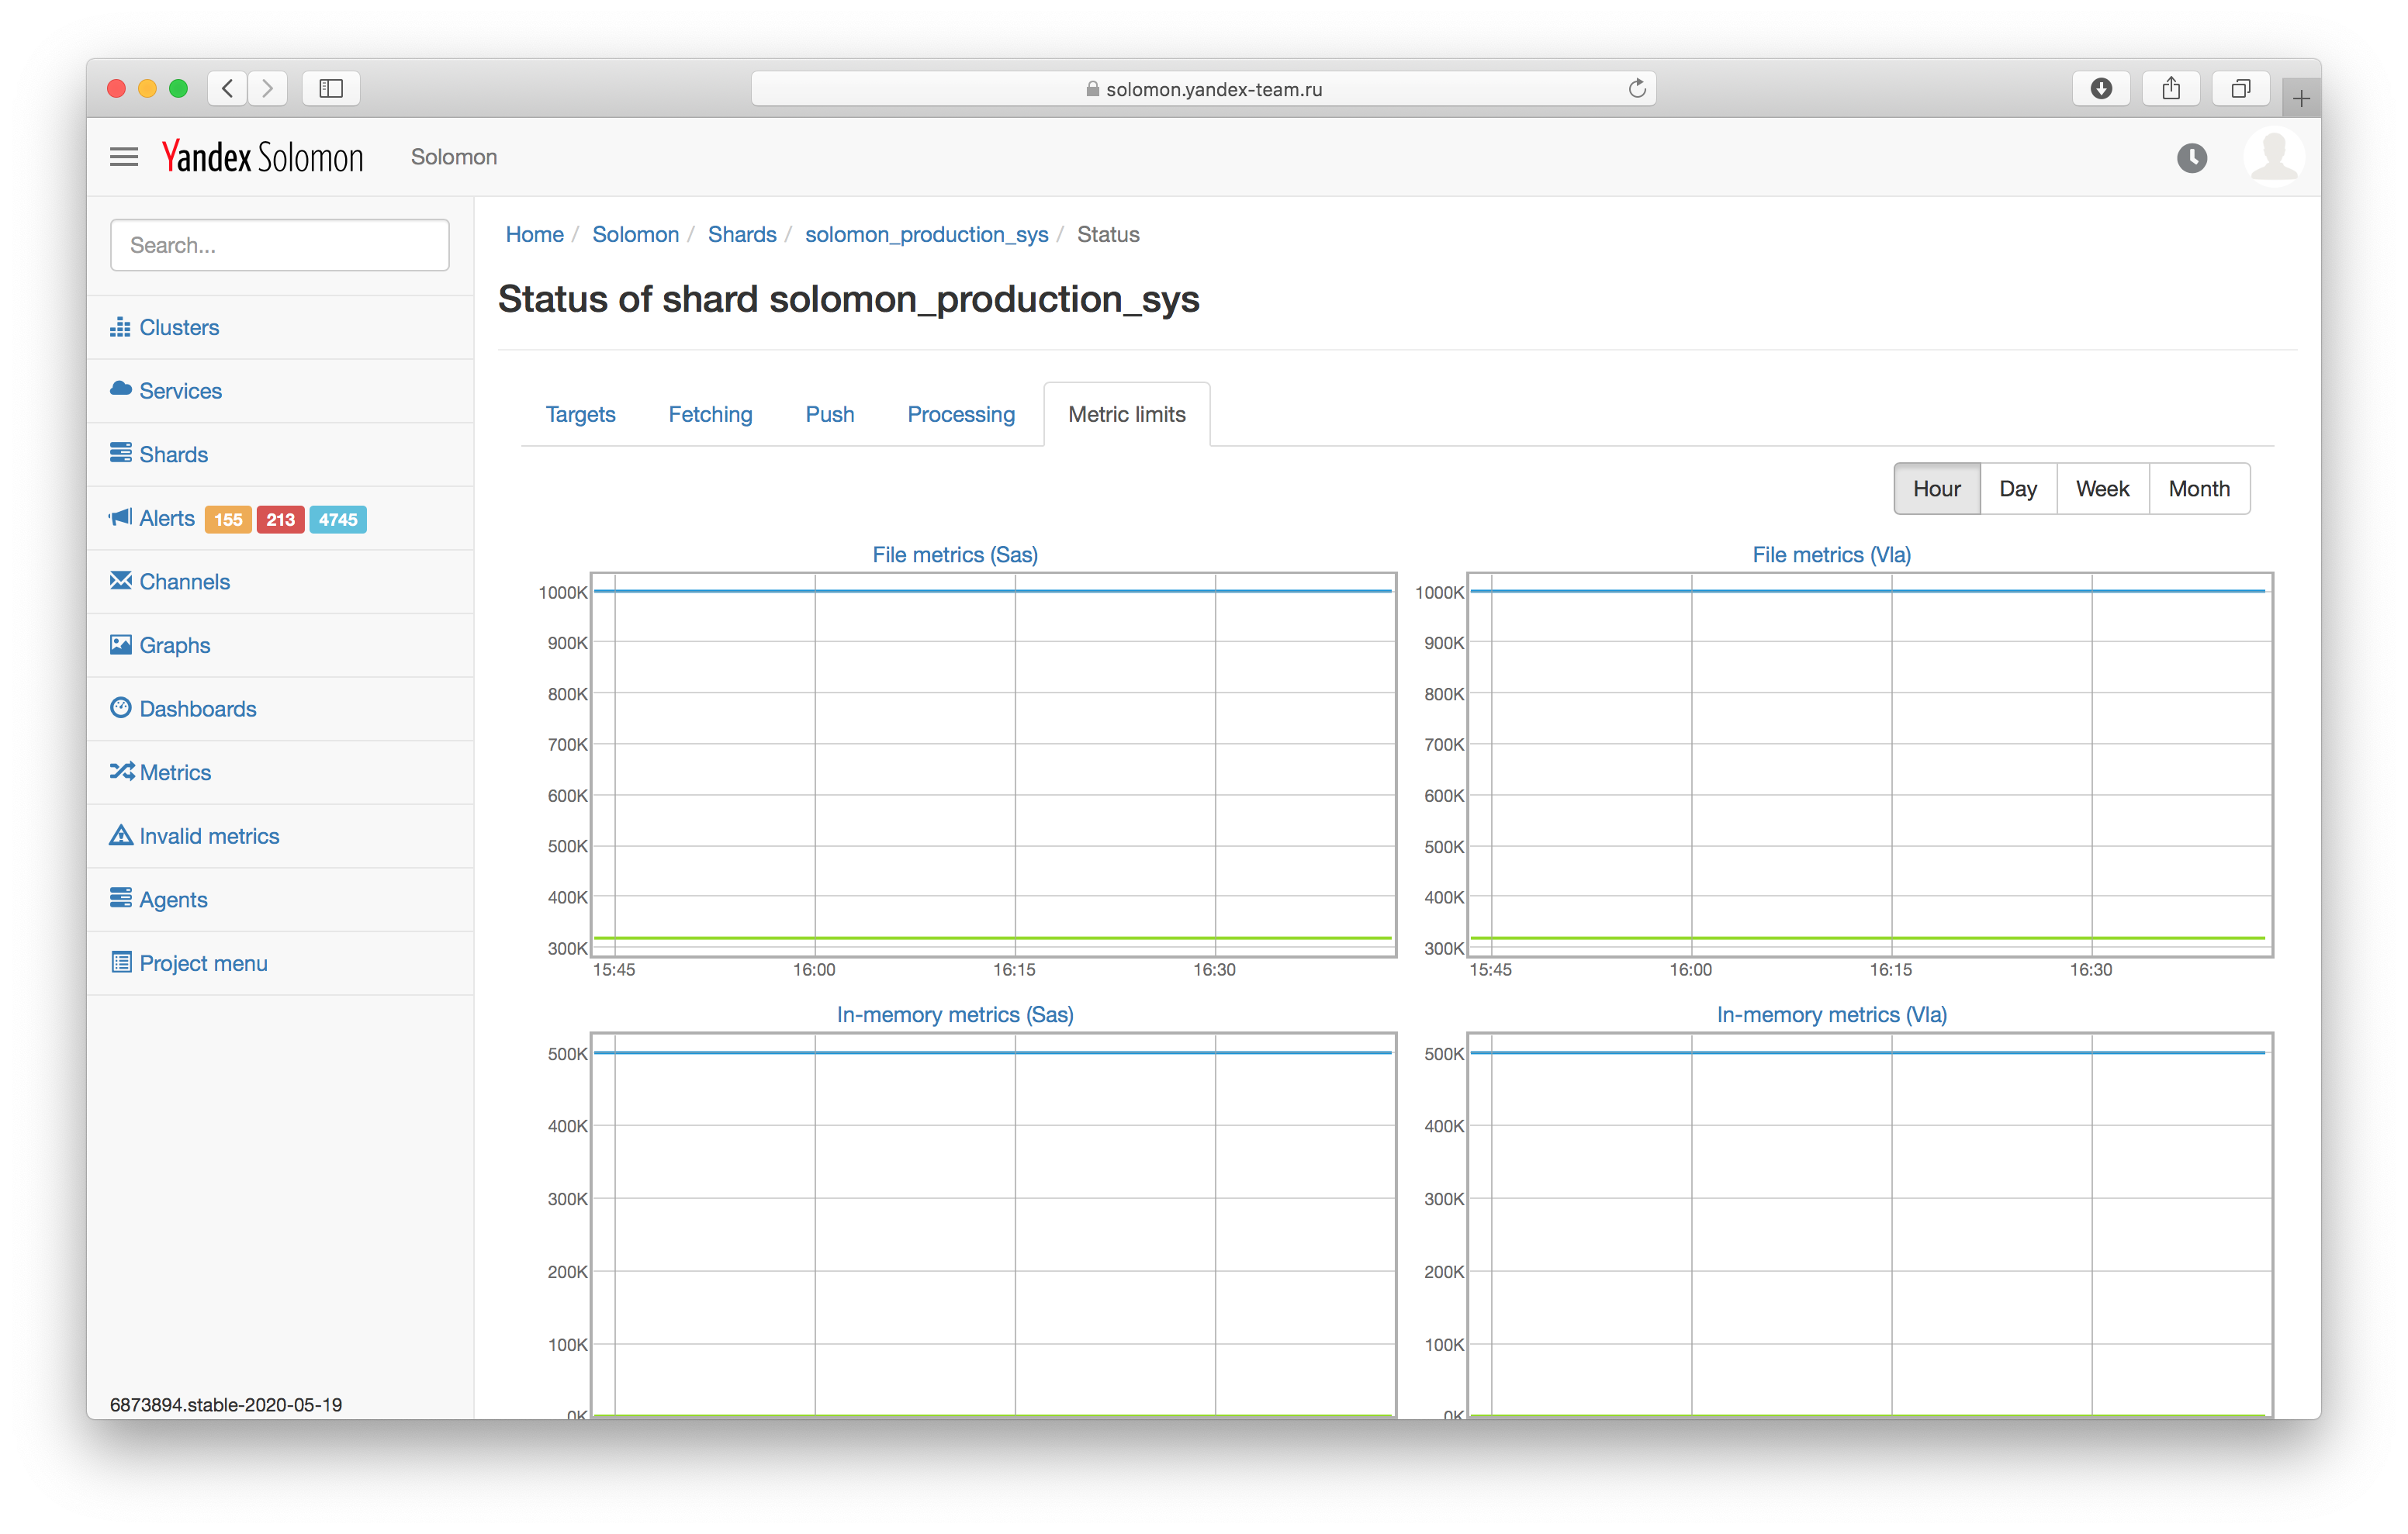 solomon.yandex-team.ru
Yandex Solomon
Solomon
Search...
Clusters
Services
Shards
Alerts 155 213 4745
Channels
Graphs
Dashboards
Metrics
Invalid metrics
Agents
Project menu
6873894.stable-2020-05-19
Home / Solomon / Shards / solomon_production_sys / Status
Status of shard solomon_production_sys
Targets Fetching Push Processing Metric limits
Hour Day Week Month
File metrics (Sas)
1000K
900K
800K
700K
600K
500K
400K
300K
15:45 16:00 16:15 16:30
File metrics (Vla)
1000K
900K
800K
700K
600K
500K
400K
300K
15:45 16:00 16:15 16:30
In-memory metrics (Sas)
500K
400K
300K
200K
100K
0K
In-memory metrics (Vla)
500K
400K
300K
200K
100K
0K